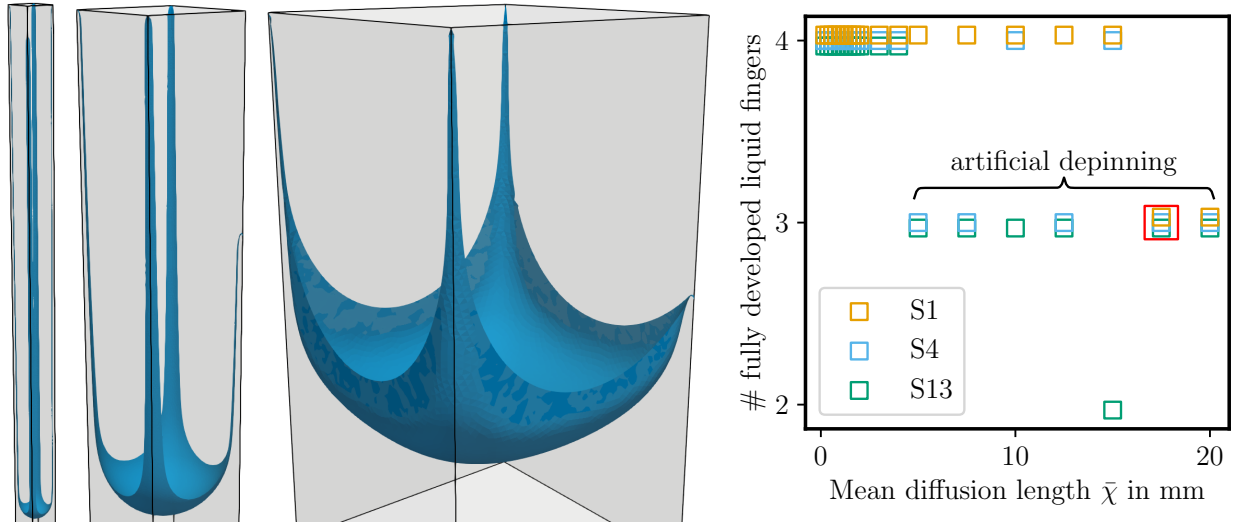 # fully developed liquid fingers
4
3
2
artificial depinning
S1
S4
S13
0
10
20
Mean diffusion length χ̄ in mm